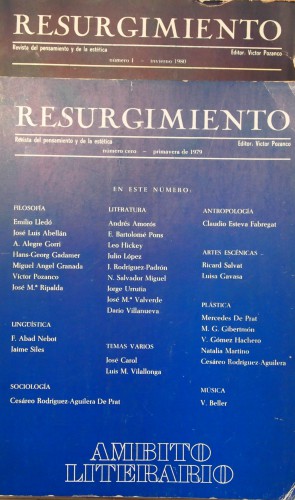 RESURGIMIENTO
Revista del pensamiento y de la estética
Editor: Víctor Pozanco
número 1 — invierno 1980
RESURGIMIENTO
Revista del pensamiento y de la estética
Editor: Víctor Pozanco
número cero — primavera de 1979
EN ESTE NÚMERO:
FILOSOFÍA
Emilio Lledó
José Luis Abellán
A. Alegre Gorri
Hans-Georg Gadamer
Miguel Angel Granada
Víctor Pozanco
José M.ª Ripalda
LINGÜÍSTICA
F. Abad Nebot
Jaime Siles
SOCIOLOGÍA
Cesáreo Rodríguez-Aguilera De Prat
LITERATURA
Andrés Amorós
E. Bartolomé Pons
Leo Hickey
Julio López
J. Rodríguez-Padrón
N. Salvador Miguel
Jorge Urrutia
José M.ª Valverde
Darío Villanueva
TEMAS VARIOS
José Carol
Luis M. Vilallonga
ANTROPOLOGÍA
Claudio Esteva Fabregat
ARTES ESCÉNICAS
Ricard Salvat
Luisa Gavasa
PLÁSTICA
Mercedes De Prat
M. G. Gibermón
V. Gómez Hachero
Natalia Martino
Cesáreo Rodríguez-Aguilera
MÚSICA
V. Beller
AMBITO
LITERARIO